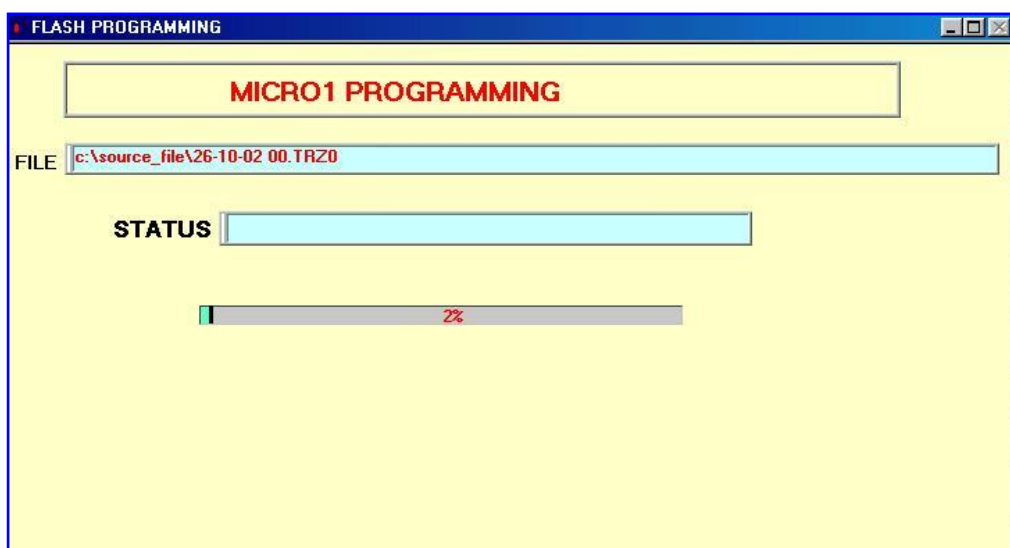 FLASH PROGRAMMING
MICRO1 PROGRAMMING
FILE c:\source_file\26-10-02 00.TRZ0
STATUS
2%